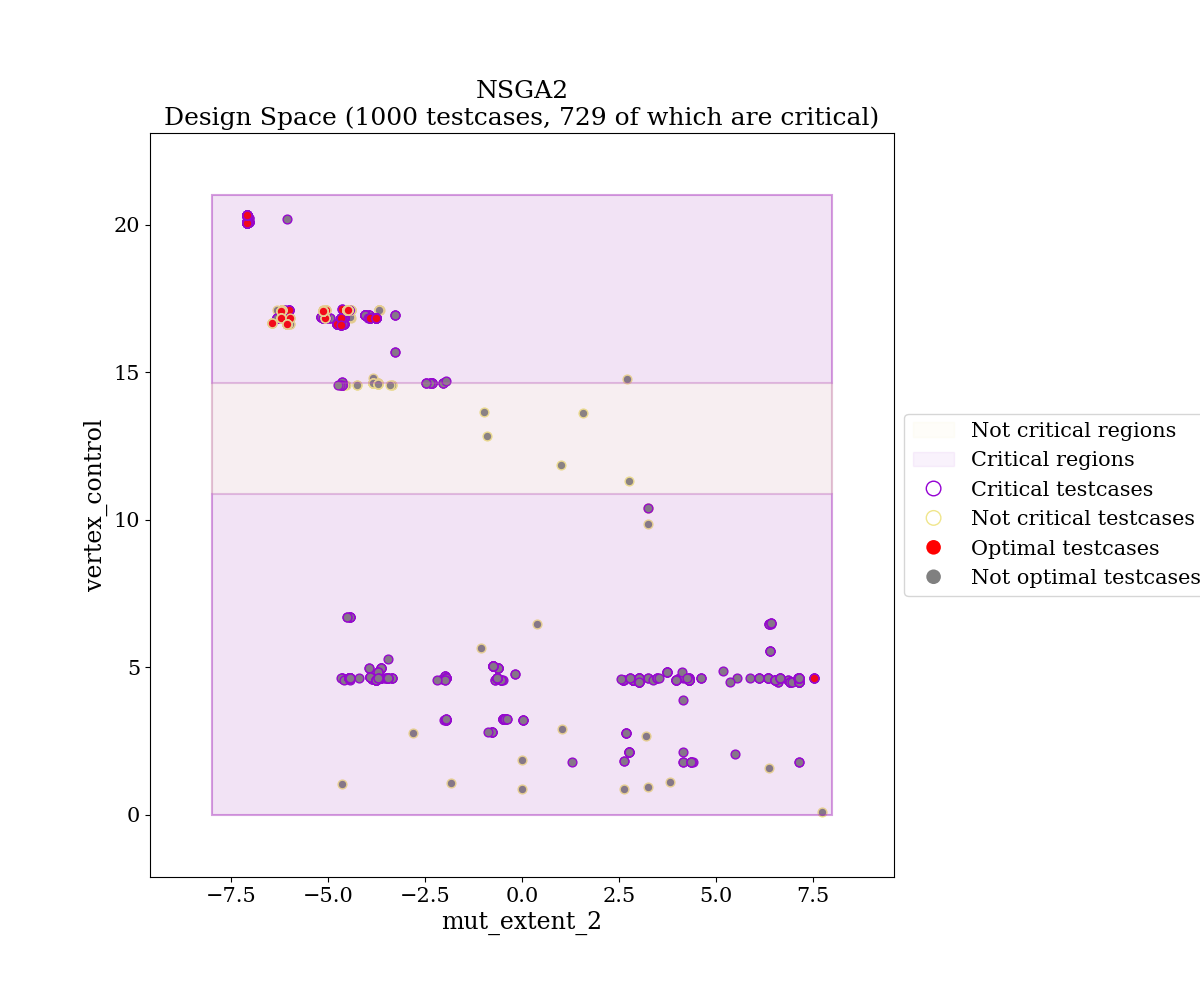 NSGA2
Design Space (1000 testcases, 729 of which are critical)
20
15
10
5
0
vertex_control
−7.5
−5.0
−2.5
0.0
2.5
5.0
7.5
mut_extent_2
Not critical regions
Critical regions
Critical testcases
Not critical testcases
Optimal testcases
Not optimal testcases